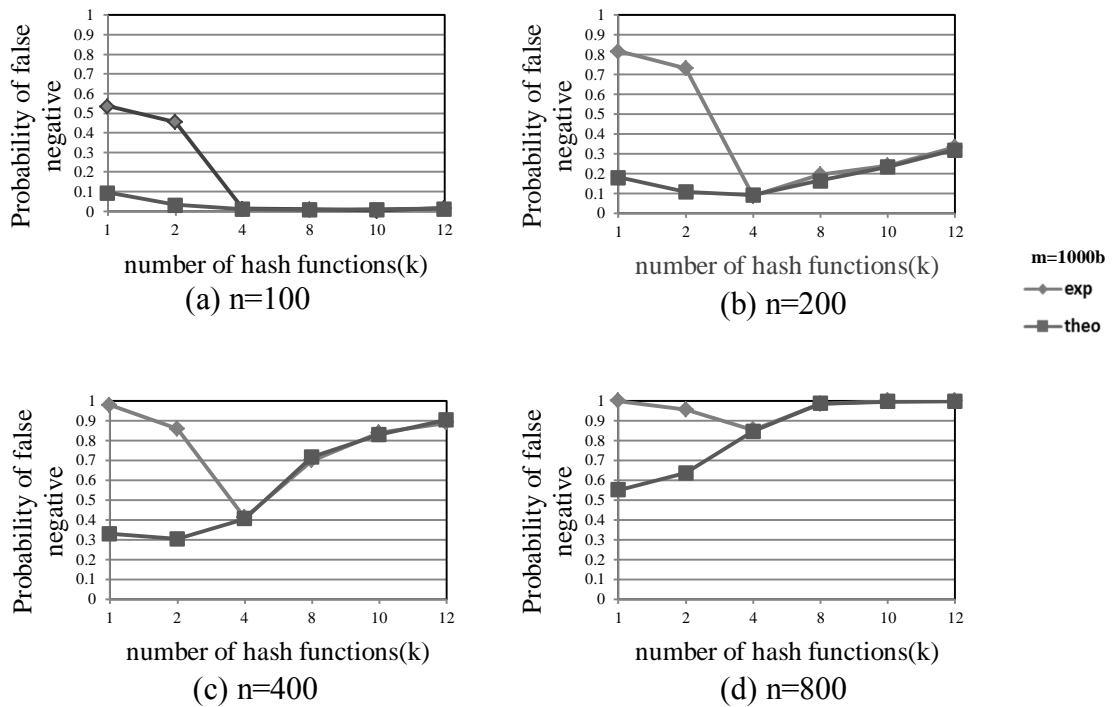 Probability of false
negative
1
0.9
0.8
0.7
0.6
0.5
0.4
0.3
0.2
0.1
0
1 2 4 8 10 12
number of hash functions(k)
(a) n=100
Probability of false
negative
1
0.9
0.8
0.7
0.6
0.5
0.4
0.3
0.2
0.1
0
1 2 4 8 10 12
number of hash functions(k)
(b) n=200
m=1000b
exp
theo
Probability of false
negative
1
0.9
0.8
0.7
0.6
0.5
0.4
0.3
0.2
0.1
0
1 2 4 8 10 12
number of hash functions(k)
(c) n=400
Probability of false
negative
1
0.9
0.8
0.7
0.6
0.5
0.4
0.3
0.2
0.1
0
1 2 4 8 10 12
number of hash functions(k)
(d) n=800